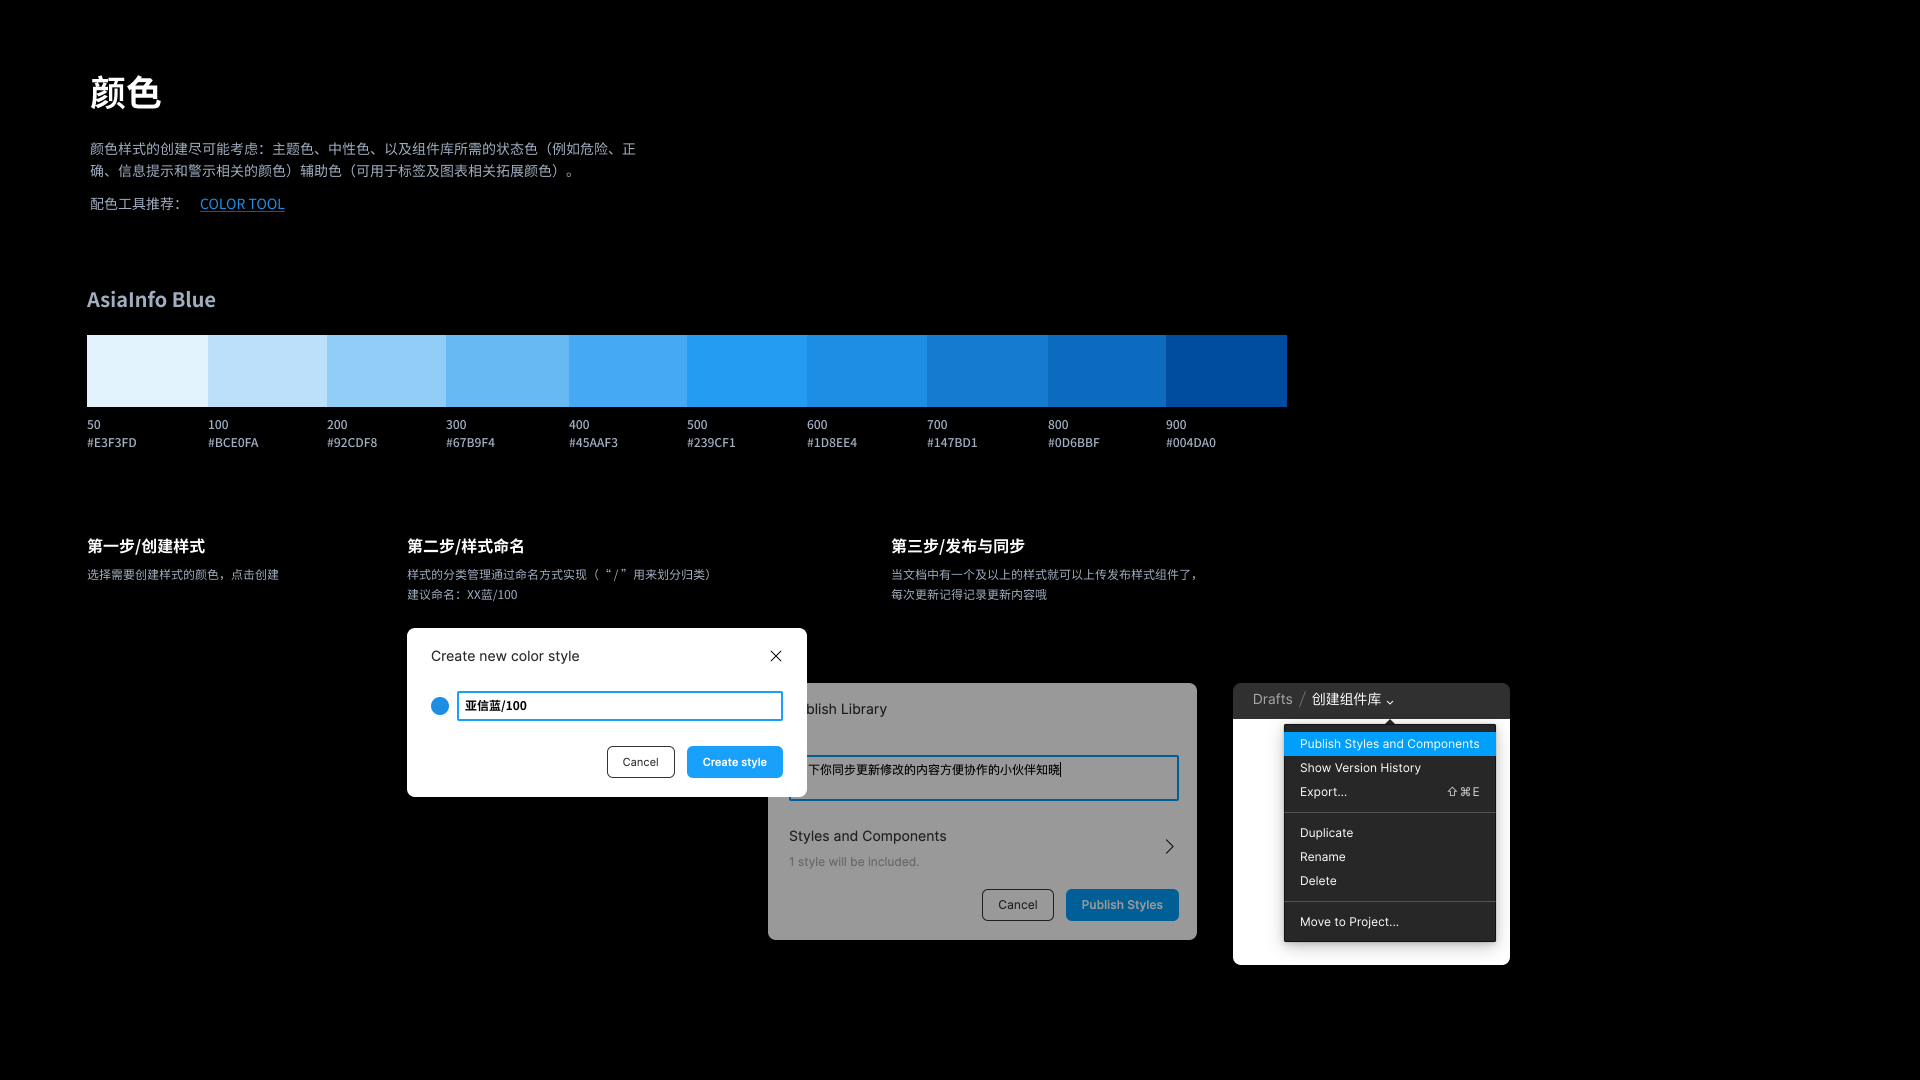 颜色
颜色样式的创建尽可能考虑：主题色、中性色、以及组件库所需的状态色（例如危险、正
确、信息提示和警示相关的颜色）辅助色（可用于标签及图表相关拓展颜色）。
配色工具推荐： COLOR TOOL
AsiaInfo Blue
50 100 200 300 400 500 600 700 800 900
#E3F3FD #BCE0FA #92CDF8 #67B9F4 #45AAF3 #239CF1 #1D8EE4 #147BD1 #0D6BBF #004DA0
第一步/创建样式
选择需要创建样式的颜色，点击创建
第二步/样式命名
样式的分类管理通过命名方式实现（“ / ”用来划分归类）
建议命名：XX蓝/100
第三步/发布与同步
当文档中有一个及以上的样式就可以上传发布样式组件了，
每次更新记得记录更新内容哦
Create new color style
亚信蓝/100
Cancel
Create style
blish Library
下你同步更新修改的内容方便协作的小伙伴知晓
Styles and Components
1 style will be included.
Cancel
Publish Styles
Drafts / 创建组件库
Publish Styles and Components
Show Version History
Export... ⇧⌘E
Duplicate
Rename
Delete
Move to Project...